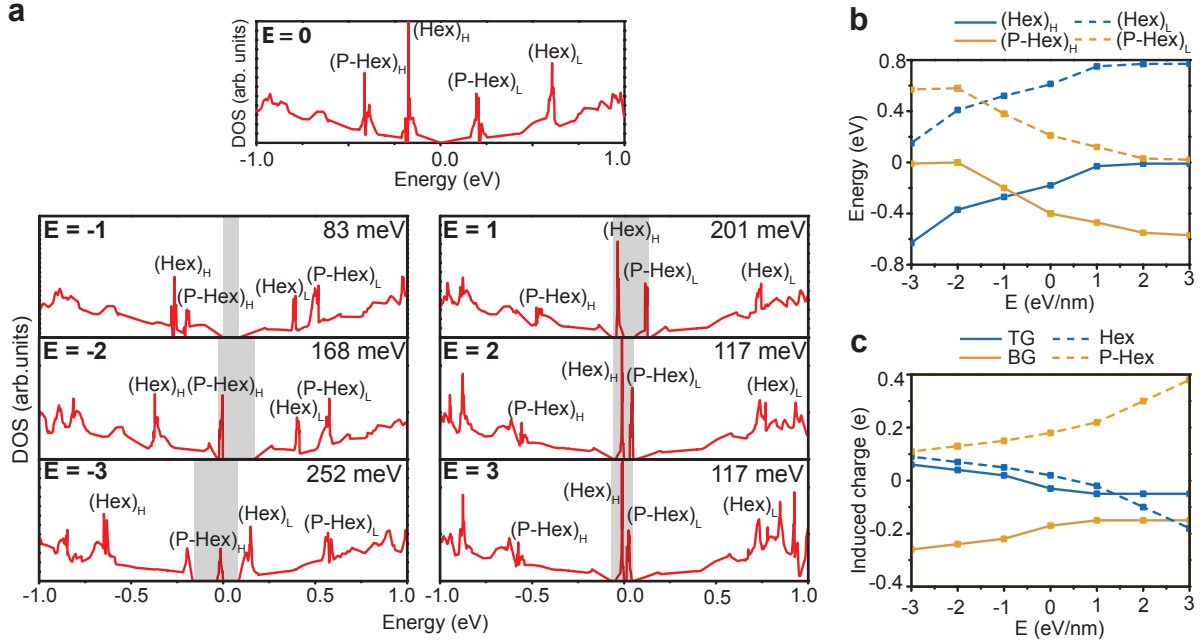 a
E = 0
(Hex)H
(P-Hex)H
(P-Hex)L
(Hex)L
DOS (arb. units)
-1.0 0.0 1.0
Energy (eV)
E = -1 83 meV
(Hex)H
(P-Hex)H
(Hex)L
(P-Hex)L
E = -2 168 meV
(Hex)H
(P-Hex)H
(Hex)L
(P-Hex)L
E = -3 252 meV
(Hex)H
(P-Hex)H
(Hex)L
(P-Hex)L
DOS (arb.units)
-1.0 -0.5 0.0 0.5 1.0
E = 1 201 meV
(Hex)H
(P-Hex)H
(P-Hex)L
(Hex)L
E = 2 117 meV
(P-Hex)H
(Hex)H
(P-Hex)L
(Hex)L
E = 3 117 meV
(P-Hex)H
(Hex)H
(P-Hex)L
(Hex)L
-0.5 0.0 0.5 1.0
Energy (eV)
b
(Hex)H (Hex)L
(P-Hex)H (P-Hex)L
0.8
0.4
0
-0.4
-0.8
Energy (eV)
-3 -2 -1 0 1 2 3
E (eV/nm)
c
TG Hex
BG P-Hex
0.4
0.2
0
-0.2
-0.4
Induced charge (e)
-3 -2 -1 0 1 2 3
E (eV/nm)